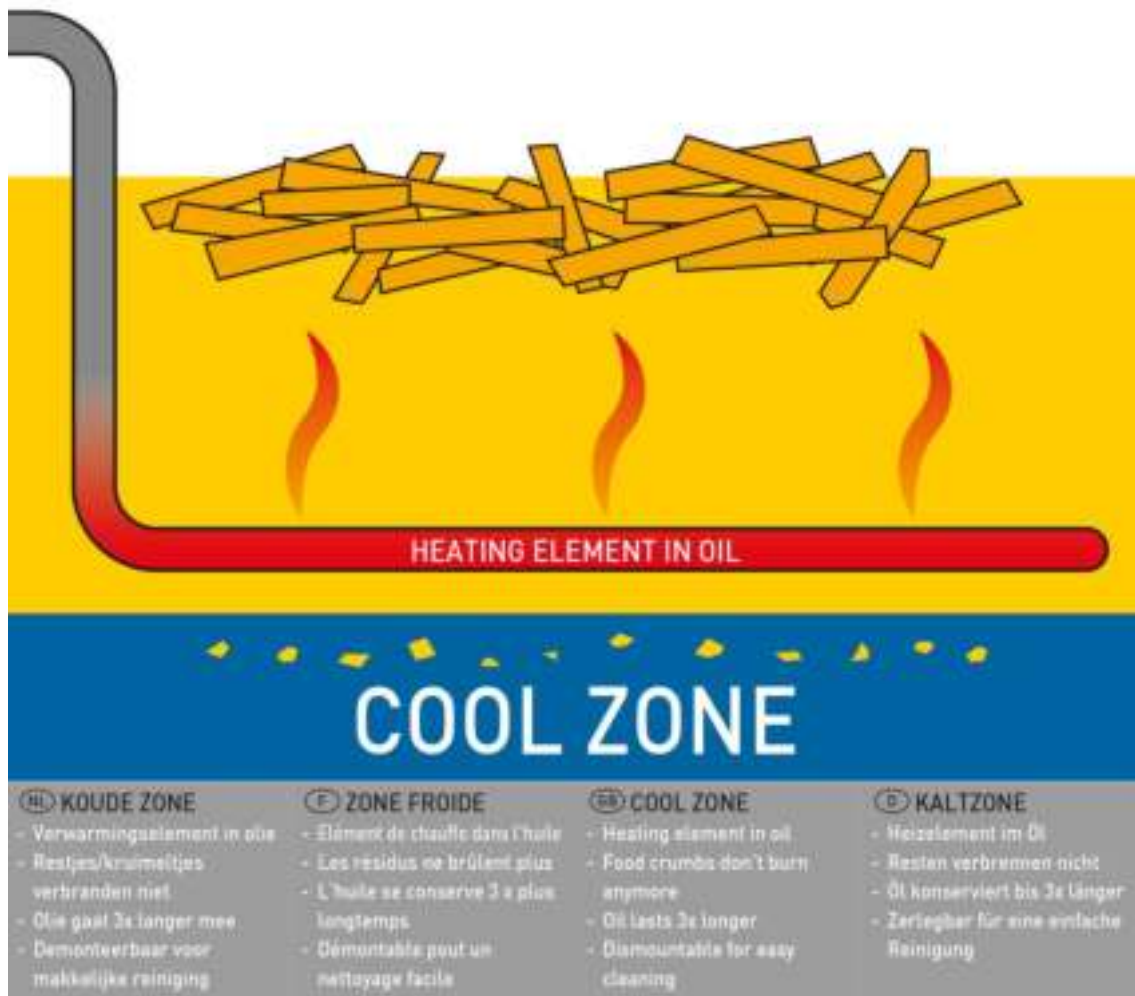 HEATING ELEMENT IN OIL
COOL ZONE
NL KOUDE ZONE
- Verwarmingselement in olie
- Restjes/kruimeltjes
verbranden niet
- Olie gaat 3x langer mee
- Demonteerbaar voor
makkelijke reiniging
F ZONE FROIDE
- Elément de chauffe dans l'huile
- Les résidus ne brûlent plus
- L'huile se conserve 3 x plus
longtemps
- Démontable pout un
nettoyage facile
GB COOL ZONE
- Heating element in oil
- Food crumbs don't burn
anymore
- Oil lasts 3x longer
- Dismountable for easy
cleaning
D KALTZONE
- Heizelement im Öl
- Resten verbrennen nicht
- Öl konserviert bis 3x länger
- Zerlegbar für eine einfache
Reinigung